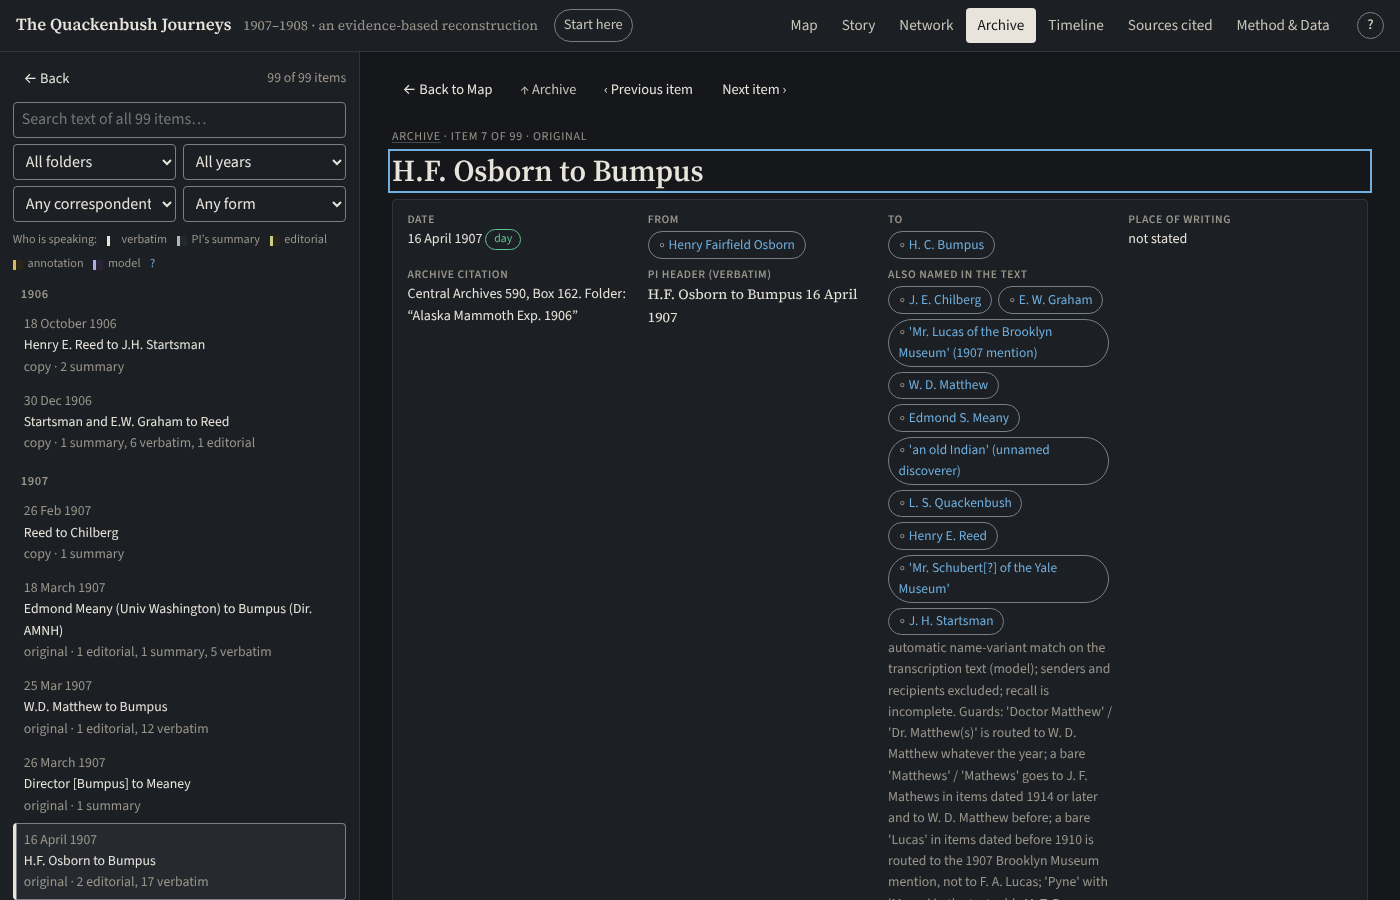 The Quackenbush Journeys 1907–1908 · an evidence-based reconstruction Start here Map Story Network Archive Timeline Sources cited Method & Data ?
← Back 99 of 99 items
Search text of all 99 items…
All folders All years
Any correspondent Any form
Who is speaking: verbatim PI's summary editorial
annotation model ?
1906
18 October 1906
Henry E. Reed to J.H. Startsman
copy · 2 summary
30 Dec 1906
Startsman and E.W. Graham to Reed
copy · 1 summary, 6 verbatim, 1 editorial
1907
26 Feb 1907
Reed to Chilberg
copy · 1 summary
18 March 1907
Edmond Meany (Univ Washington) to Bumpus (Dir.
AMNH)
original · 1 editorial, 1 summary, 5 verbatim
25 Mar 1907
W.D. Matthew to Bumpus
original · 1 editorial, 12 verbatim
26 March 1907
Director [Bumpus] to Meaney
original · 1 summary
16 April 1907
H.F. Osborn to Bumpus
original · 2 editorial, 17 verbatim
← Back to Map ↑ Archive ‹ Previous item Next item ›
ARCHIVE · ITEM 7 OF 99 · ORIGINAL
H.F. Osborn to Bumpus
DATE
16 April 1907 day
FROM
◦ Henry Fairfield Osborn
TO
◦ H. C. Bumpus
PLACE OF WRITING
not stated
ARCHIVE CITATION
Central Archives 590, Box 162. Folder:
“Alaska Mammoth Exp. 1906”
PI HEADER (VERBATIM)
H.F. Osborn to Bumpus 16 April
1907
ALSO NAMED IN THE TEXT
◦ J. E. Chilberg ◦ E. W. Graham
◦ 'Mr. Lucas of the Brooklyn
Museum' (1907 mention)
◦ W. D. Matthew
◦ Edmond S. Meany
◦ 'an old Indian' (unnamed
discoverer)
◦ L. S. Quackenbush
◦ Henry E. Reed
◦ 'Mr. Schubert[?] of the Yale
Museum'
◦ J. H. Startsman
automatic name-variant match on the
transcription text (model); senders and
recipients excluded; recall is
incomplete. Guards: 'Doctor Matthew' /
'Dr. Matthew(s)' is routed to W. D.
Matthew whatever the year; a bare
'Matthews' / 'Mathews' goes to J. F.
Mathews in items dated 1914 or later
and to W. D. Matthew before; a bare
'Lucas' in items dated before 1910 is
routed to the 1907 Brooklyn Museum
mention, not to F. A. Lucas; 'Pyne' with